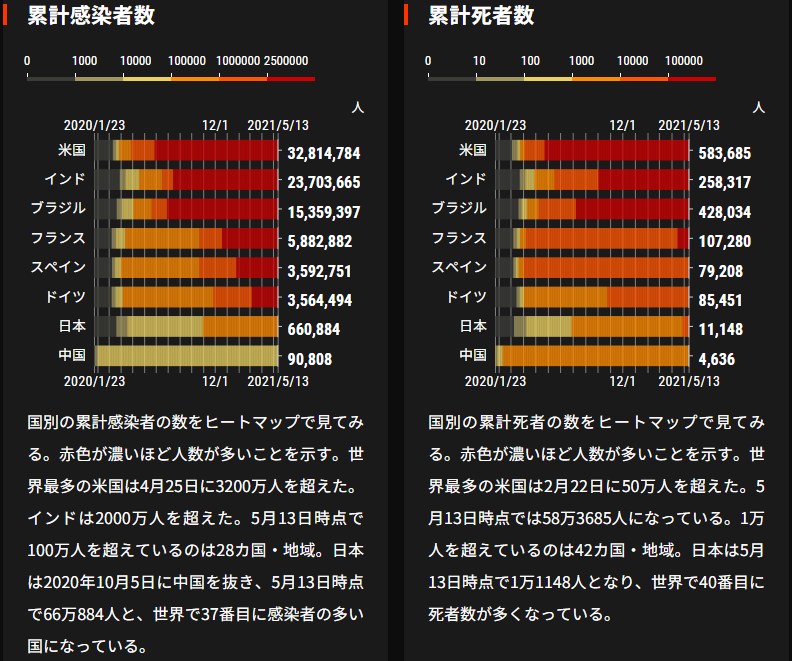 累計感染者数
0 1000 10000 100000 1000000 2500000
人
2020/1/23 12/1 2021/5/13
米国 32,814,784
インド 23,703,665
ブラジル 15,359,397
フランス 5,882,882
スペイン 3,592,751
ドイツ 3,564,494
日本 660,884
中国 90,808
2020/1/23 12/1 2021/5/13
国別の累計感染者の数をヒートマップで見てみ
る。赤色が濃いほど人数が多いことを示す。世
界最多の米国は4月25日に3200万人を超えた。
インドは2000万人を超えた。5月13日時点で
100万人を超えているのは28カ国・地域。日本
は2020年10月5日に中国を抜き、5月13日時点
で66万884人と、世界で37番目に感染者の多い
国になっている。
累計死者数
0 10 100 1000 10000 100000
人
2020/1/23 12/1 2021/5/13
米国 583,685
インド 258,317
ブラジル 428,034
フランス 107,280
スペイン 79,208
ドイツ 85,451
日本 11,148
中国 4,636
2020/1/23 12/1 2021/5/13
国別の累計死者の数をヒートマップで見てみ
る。赤色が濃いほど人数が多いことを示す。世
界最多の米国は2月22日に50万人を超えた。5
月13日時点では58万3685人になっている。1万
人を超えているのは42カ国・地域。日本は5月
13日時点で1万1148人となり、世界で40番目に
死者数が多くなっている。